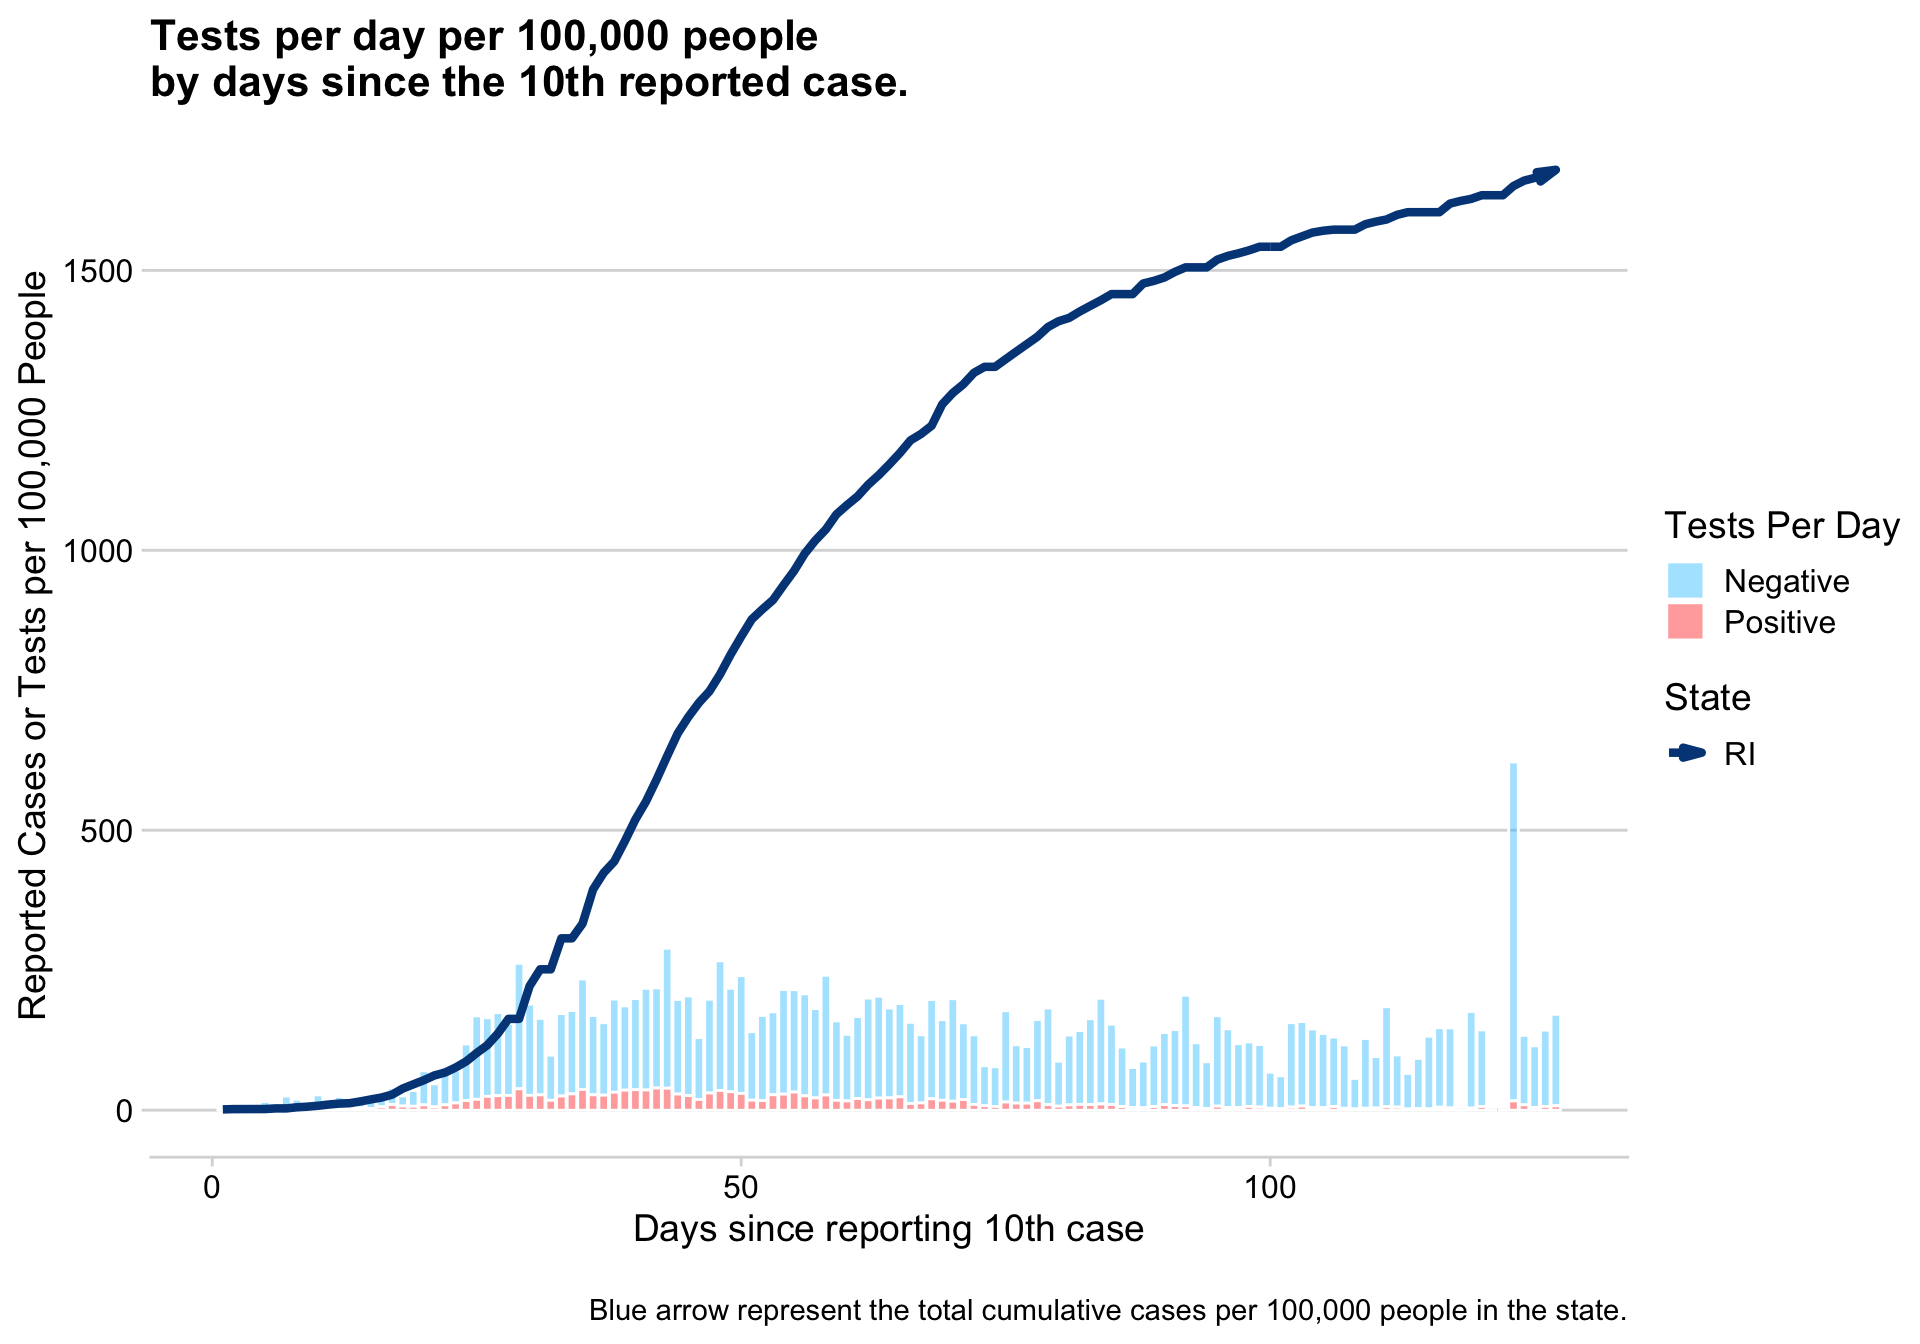 Tests per day per 100,000 people
by days since the 10th reported case.
Reported Cases or Tests per 100,000 People
1500
1000
500
0
0
50
100
Days since reporting 10th case
Tests Per Day
Negative
Positive
State
RI
Blue arrow represent the total cumulative cases per 100,000 people in the state.